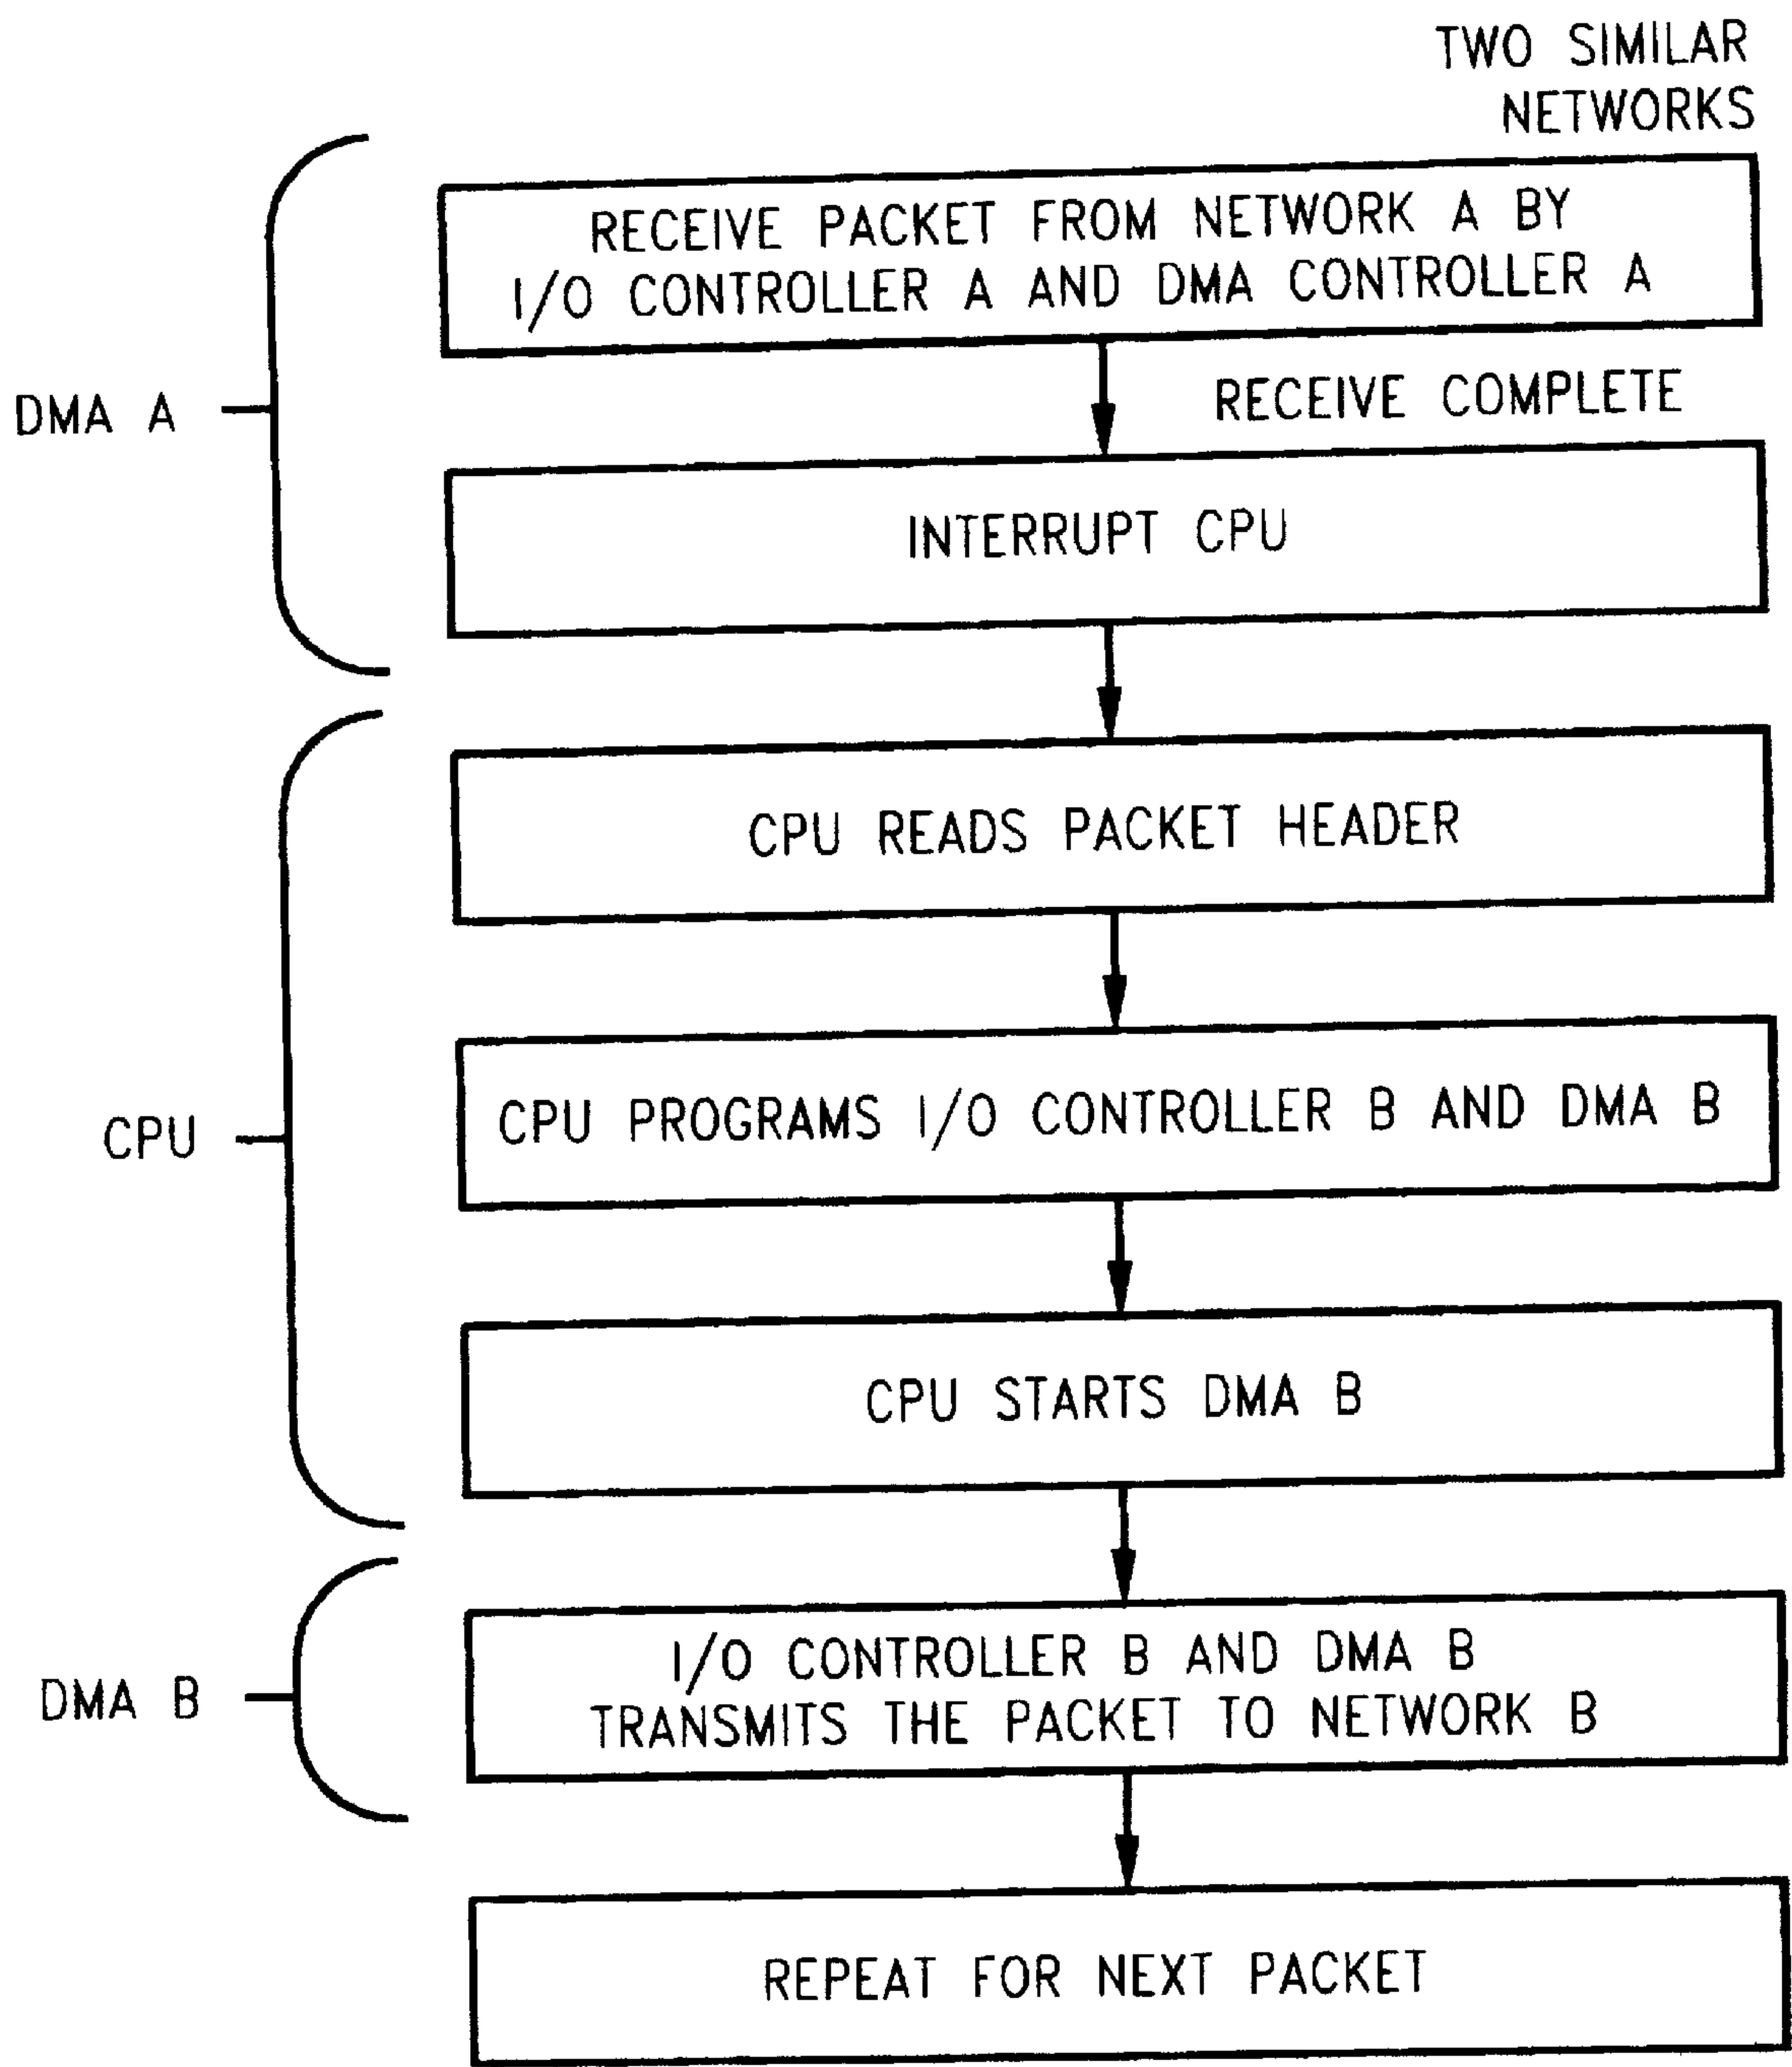 TWO SIMILAR
NETWORKS
RECEIVE PACKET FROM NETWORK A BY
I/O CONTROLLER A AND DMA CONTROLLER A
DMA A
RECEIVE COMPLETE
INTERRUPT CPU
CPU READS PACKET HEADER
CPU PROGRAMS I/O CONTROLLER B AND DMA B
CPU
CPU STARTS DMA B
I/O CONTROLLER B AND DMA B
TRANSMITS THE PACKET TO NETWORK B
DMA B
REPEAT FOR NEXT PACKET